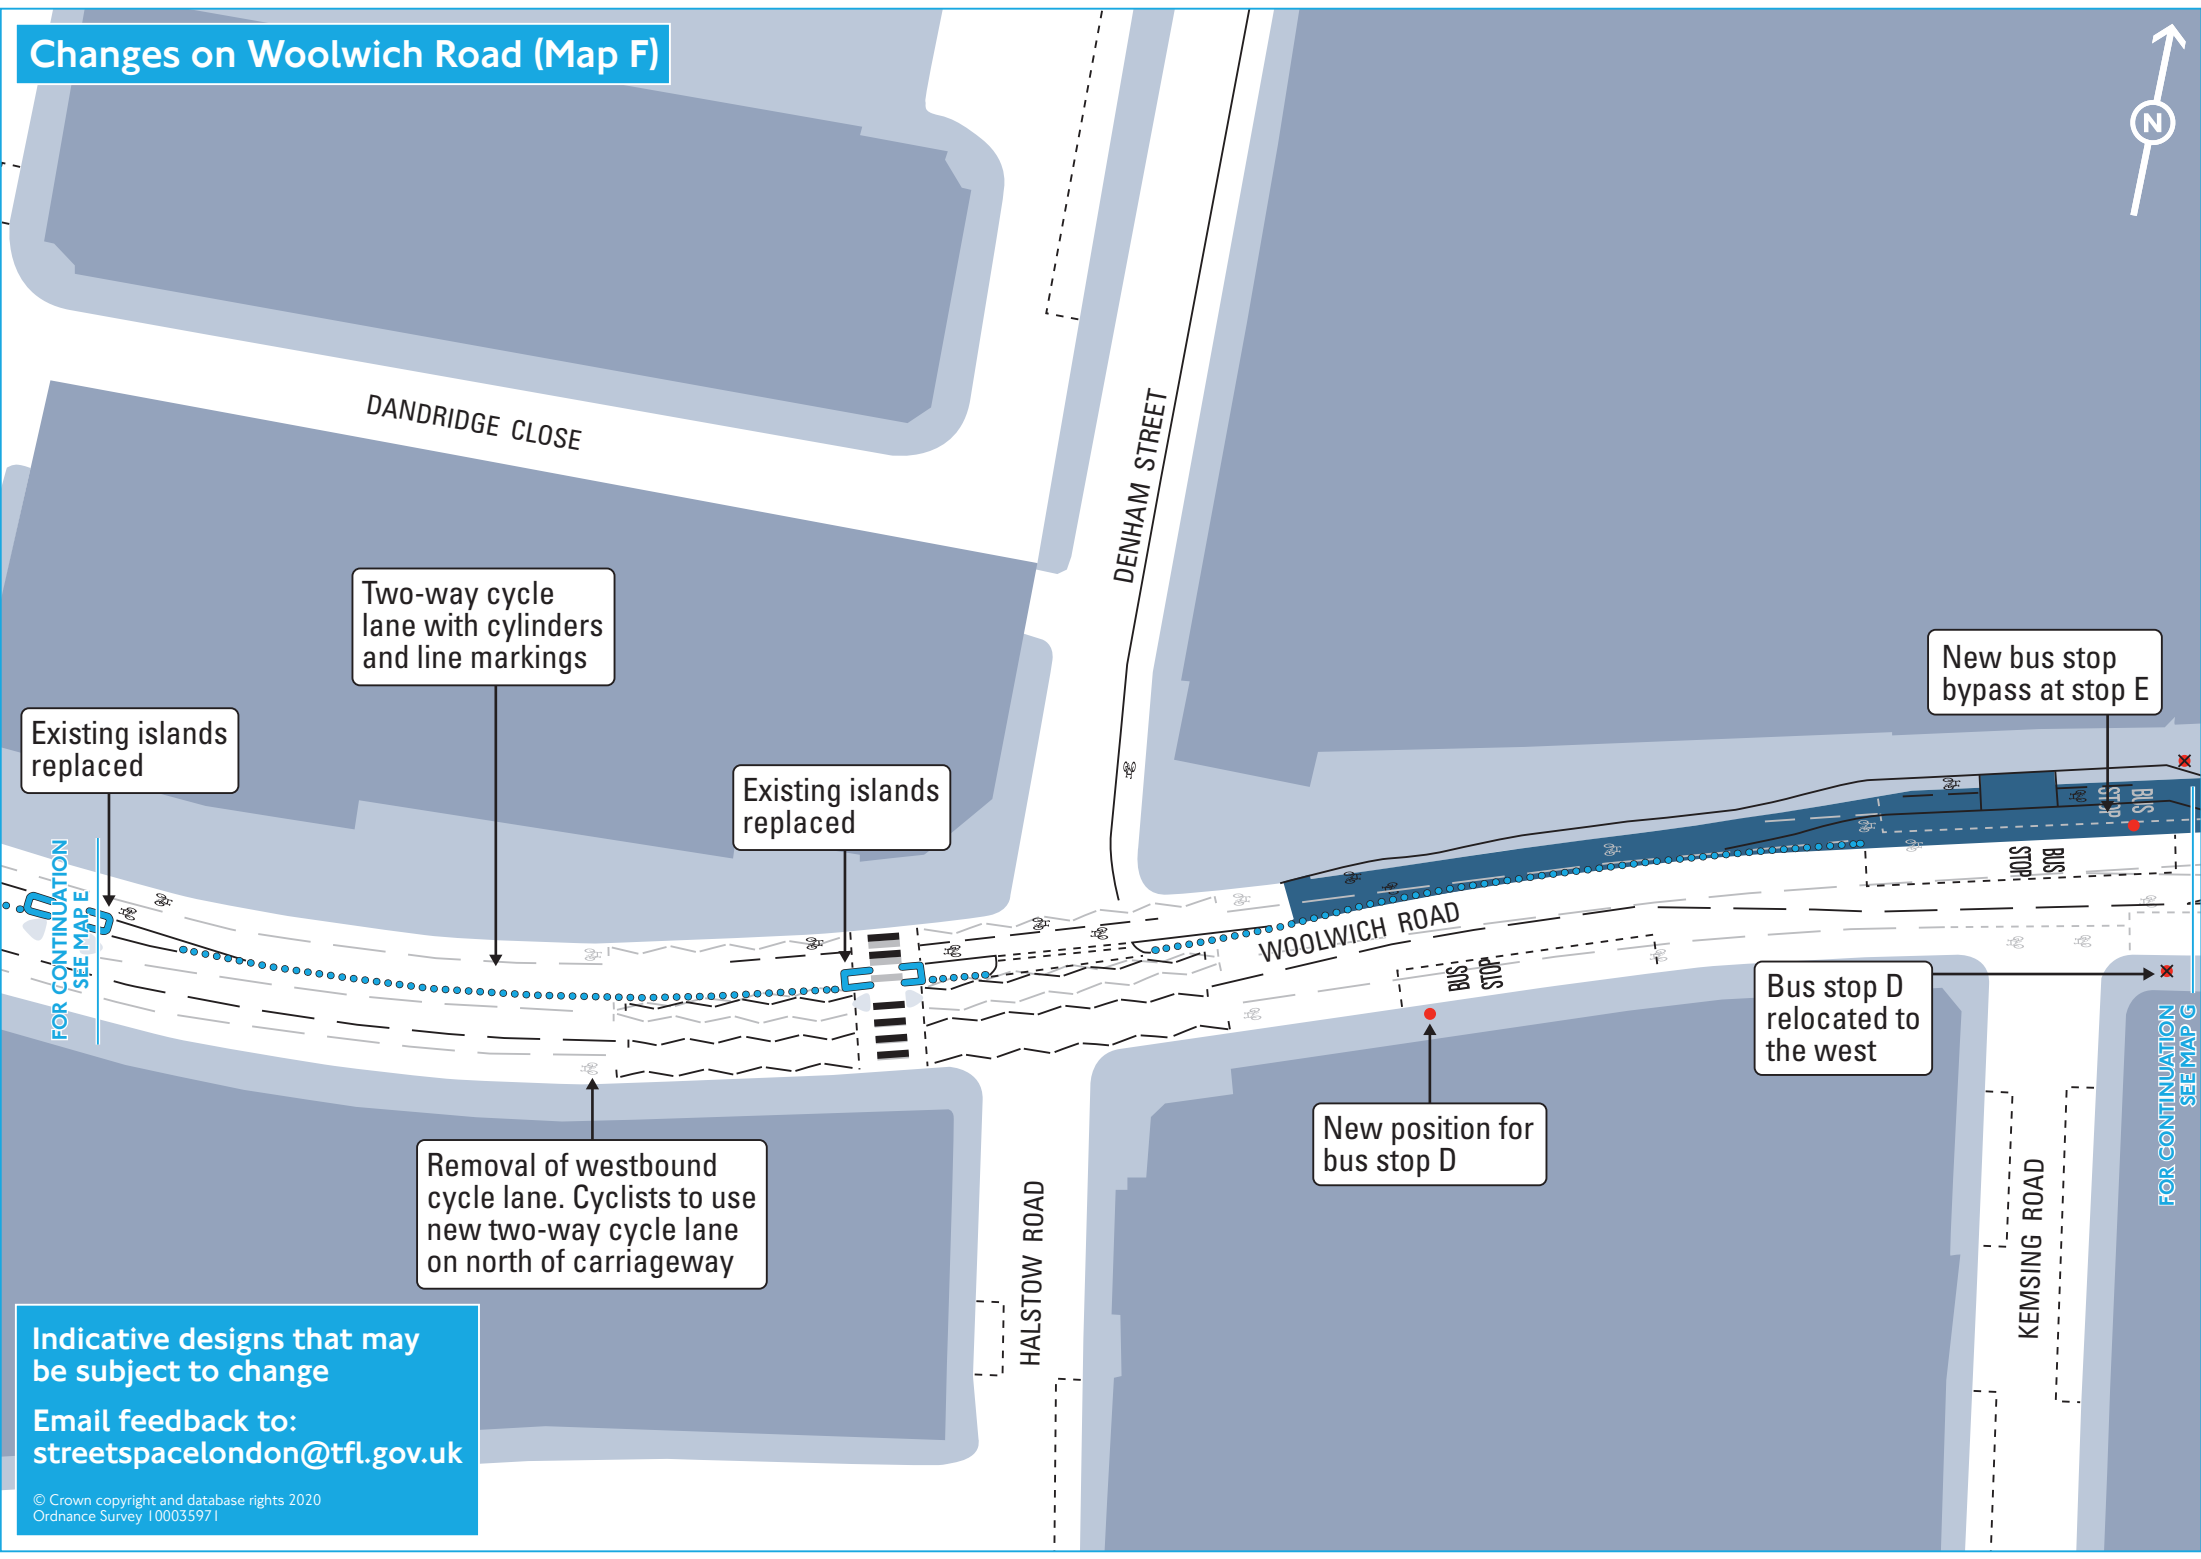 Changes on Woolwich Road (Map F)
N
DANDRIDGE CLOSE
DENHAM STREET
Two-way cycle
lane with cylinders
and line markings
New bus stop
bypass at stop E
Existing islands
replaced
Existing islands
replaced
BUS
STOP
BUS
STOP
FOR CONTINUATION
SEE MAP E
WOOLWICH ROAD
BUS
STOP
Bus stop D
relocated to
the west
New position for
bus stop D
FOR CONTINUATION
SEE MAP G
Removal of westbound
cycle lane. Cyclists to use
new two-way cycle lane
on north of carriageway
HALSTOW ROAD
KEMSING ROAD
Indicative designs that may
be subject to change
Email feedback to:
streetspacelondon@tfl.gov.uk
© Crown copyright and database rights 2020
Ordnance Survey 100035971